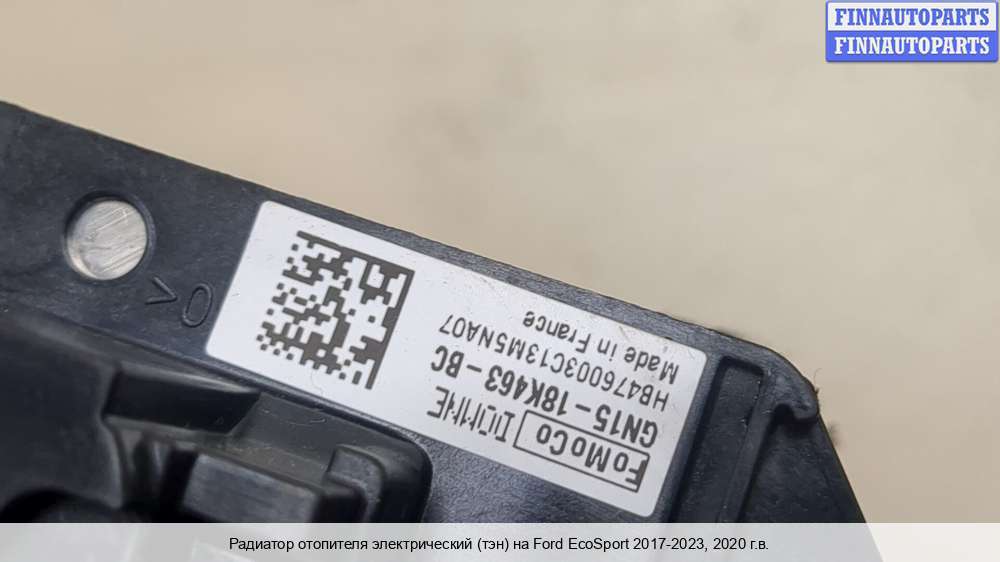 FINNAUTOPARTS
FINNAUTOPARTS
FoMoCo
GN15-18K463-BC
HB476003C13M5NA07
Made in France
Радиатор отопителя электрический (тэн) на Ford EcoSport 2017-2023, 2020 г.в.